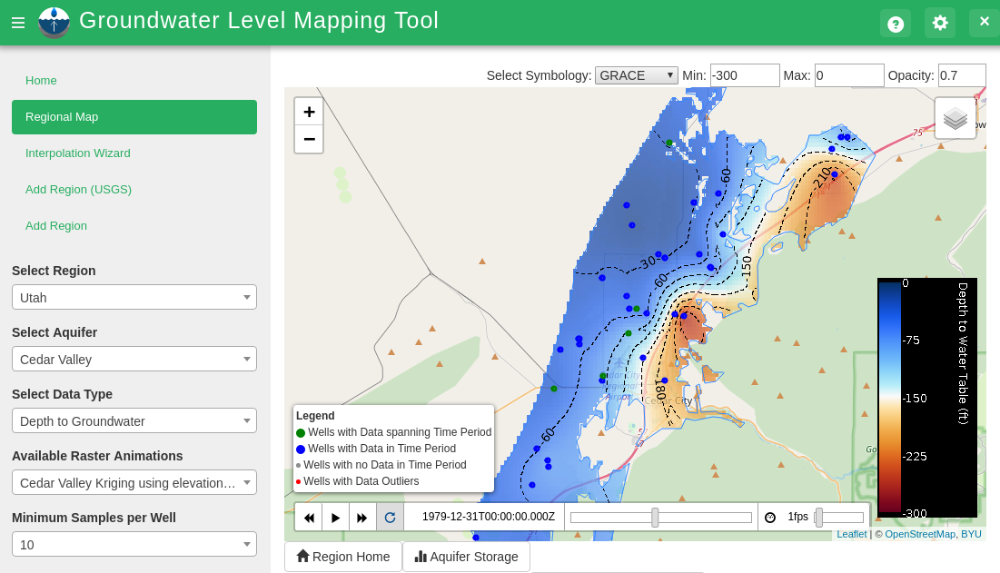 Groundwater Level Mapping Tool
Home
Regional Map
Interpolation Wizard
Add Region (USGS)
Add Region
Select Region
Utah
Select Aquifer
Cedar Valley
Select Data Type
Depth to Groundwater
Available Raster Animations
Cedar Valley Kriging using elevation…
Minimum Samples per Well
10
Select Symbology: GRACE Min: -300 Max: 0 Opacity: 0.7
+
−
75
60
-210
150
-30
60
180
60
Cedar City
Regional
Airport
Cedar City
Legend
Wells with Data spanning Time Period
Wells with Data in Time Period
Wells with no Data in Time Period
Wells with Data Outliers
0
-75
-150
-225
-300
Depth to Water Table (ft)
1979-12-31T00:00:00.000Z
1fps
Leaflet | © OpenStreetMap, BYU
Region Home
Aquifer Storage